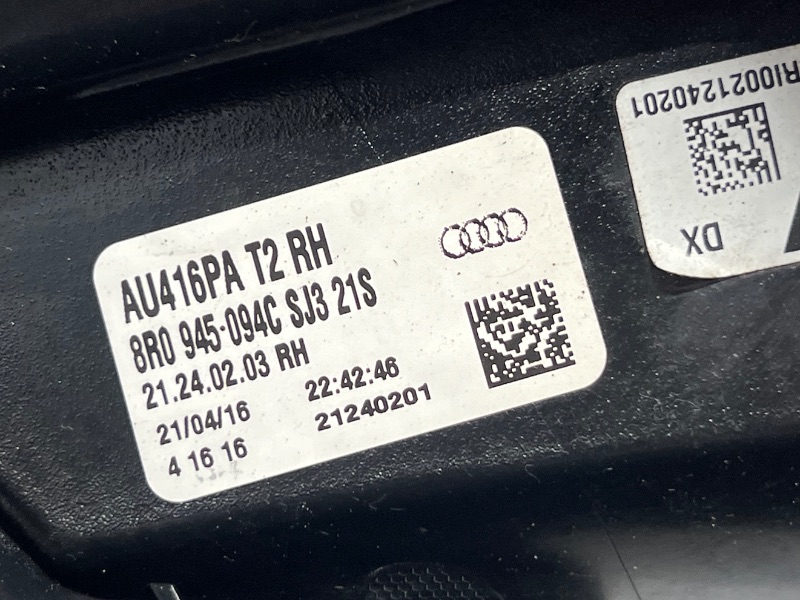 AU416PA T2 RH
8R0 945-094C SJ3 21S
21.24.02.03 RH
21/04/16 22:42:46
4 16 16 21240201
RI0021240201
DX